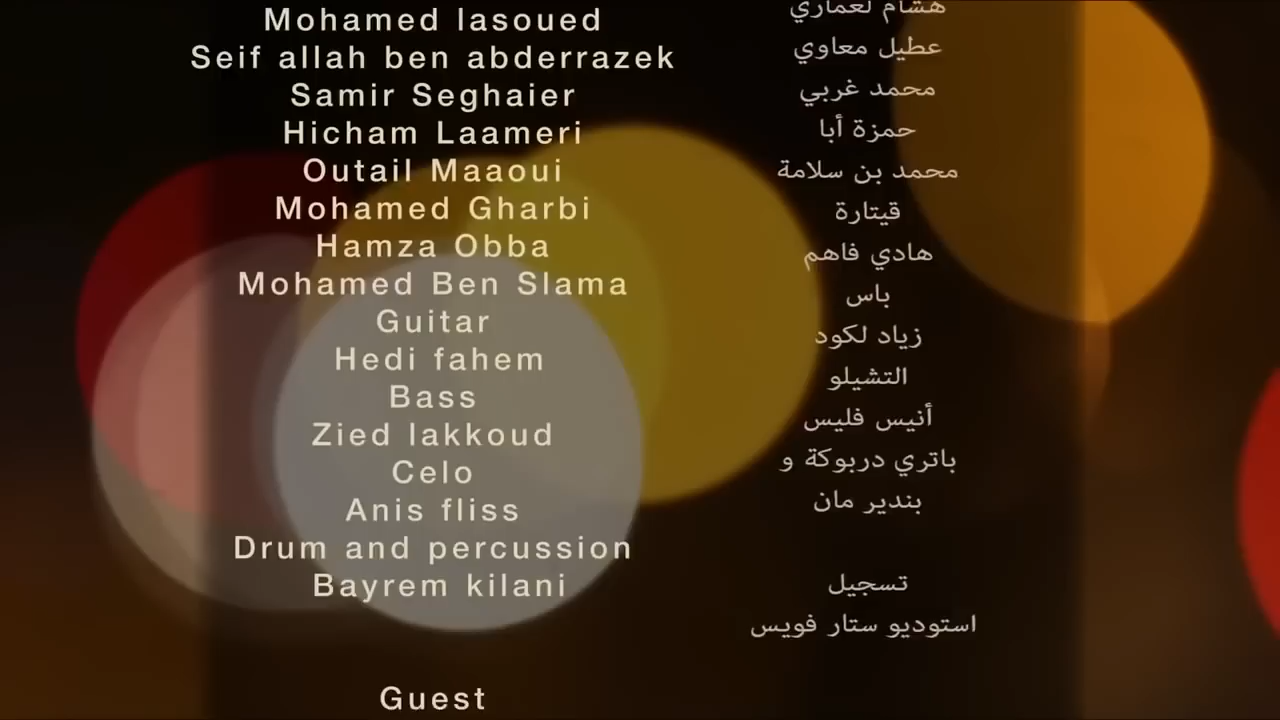 Mohamed lasoued
Seif allah ben abderrazek
Samir Seghaier
Hicham Laameri
Outail Maaoui
Mohamed Gharbi
Hamza Obba
Mohamed Ben Slama
Guitar
Hedi fahem
Bass
Zied lakkoud
Celo
Anis fliss
Drum and percussion
Bayrem kilani
Guest
هشام لعماري
عطيل معاوي
محمد غربي
حمزة أبا
محمد بن سلامة
قيتارة
هادي فاهم
باس
زياد لكود
التشيلو
أنيس فليس
باتري دربوكة و
بندير مان
تسجيل
استوديو ستار فويس